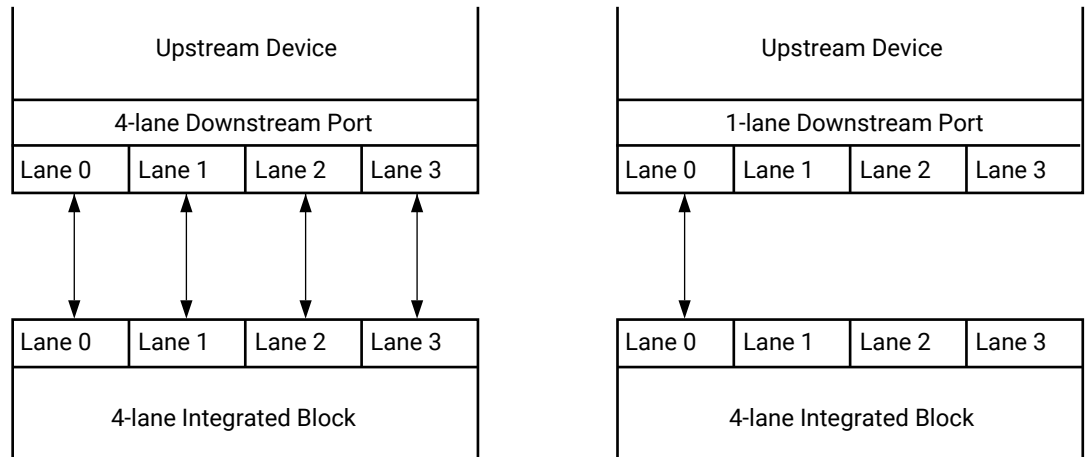 Upstream Device
4-lane Downstream Port
Lane 0 Lane 1 Lane 2 Lane 3
Lane 0 Lane 1 Lane 2 Lane 3
4-lane Integrated Block
Upstream Device
1-lane Downstream Port
Lane 0 Lane 1 Lane 2 Lane 3
Lane 0 Lane 1 Lane 2 Lane 3
4-lane Integrated Block